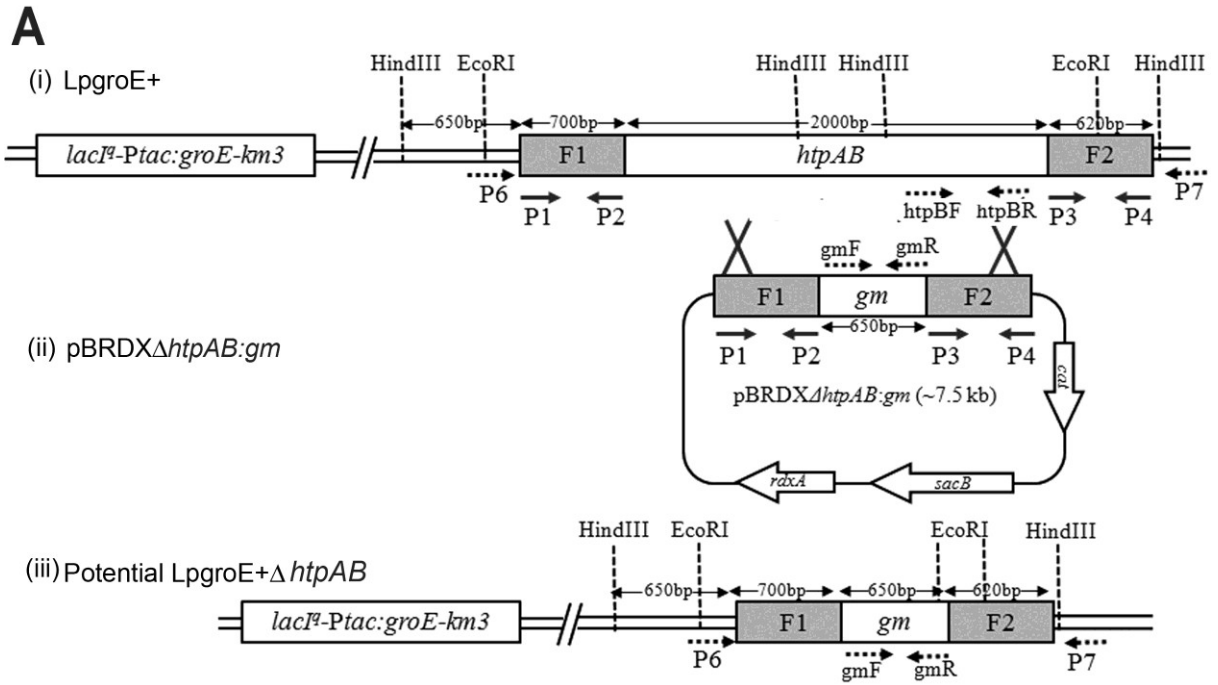 A
(i) LpgroE+
HindIII EcoRI HindIII HindIII EcoRI HindIII
650bp 700bp 2000bp 620bp
lacIq-Ptac:groE-km3 F1 htpAB F2
P6 P1 P2 htpBF htpBR P3 P4 P7
gmF gmR
F1 gm F2
(ii) pBRDXΔhtpAB:gm
650bp
P1 P2 P3 P4
cat
pBRDXΔhtpAB:gm (~7.5 kb)
rdxA sacB
HindIII EcoRI EcoRI HindIII
(iii) Potential LpgroE+Δ htpAB
650bp 700bp 650bp 620bp
lacIq-Ptac:groE-km3 F1 gm F2
P6 gmF gmR P7